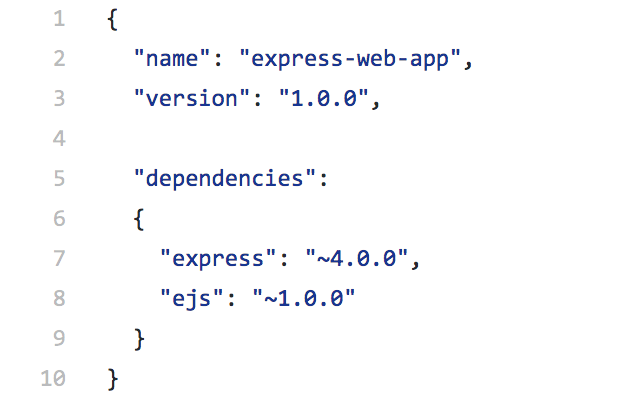 1 {
2 "name": "express-web-app",
3 "version": "1.0.0",
4
5 "dependencies":
6 {
7 "express": "~4.0.0",
8 "ejs": "~1.0.0"
9 }
10 }